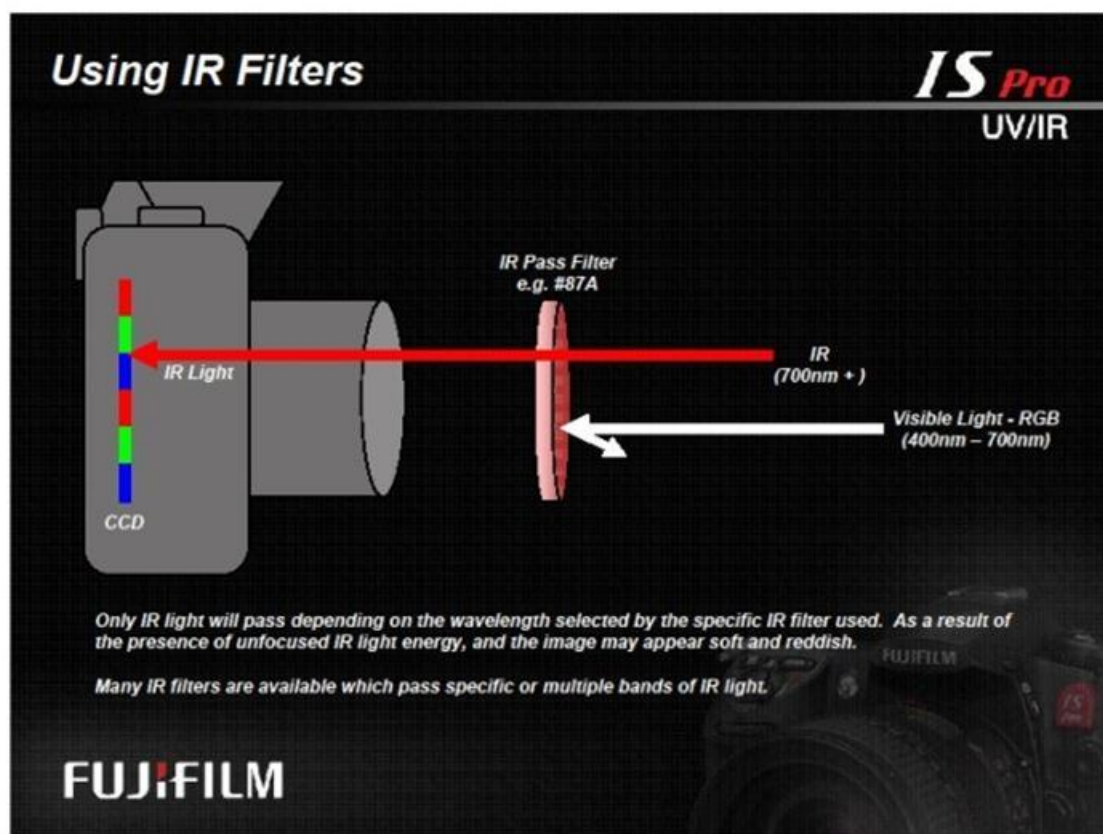 Using IR Filters
IS Pro
UV/IR
IR Pass Filter
e.g. #87A
IR Light
IR
(700nm + )
Visible Light - RGB
(400nm – 700nm)
CCD
Only IR light will pass depending on the wavelength selected by the specific IR filter used. As a result of
the presence of unfocused IR light energy, and the image may appear soft and reddish.
Many IR filters are available which pass specific or multiple bands of IR light.
FUJIFILM
IS
Pro
FUJIFILM